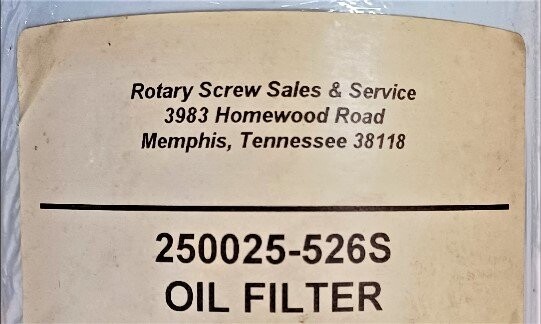 Rotary Screw Sales & Service
3983 Homewood Road
Memphis, Tennessee 38118
250025-526S
OIL FILTER